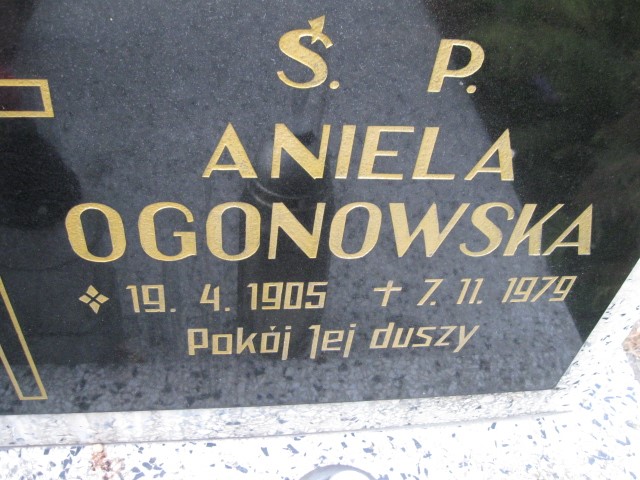 Ś. P.
ANIELA
OGONOWSKA
19. 4. 1905 ✝ 7. 11. 1979
Pokój Jej duszy